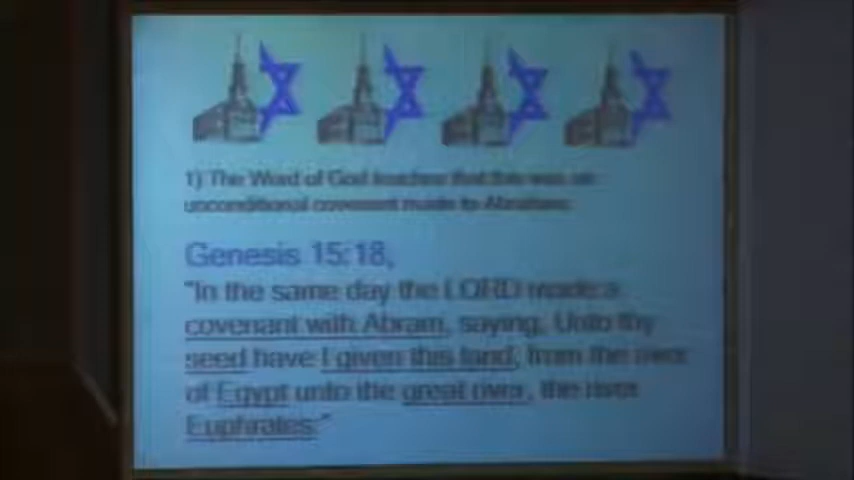 1) The Word of God teaches that this was an
unconditional covenant made to Abraham:
Genesis 15:18,
"In the same day the LORD made a
covenant with Abram, saying, Unto thy
seed have I given this land, from the river
of Egypt unto the great river, the river
Euphrates:"